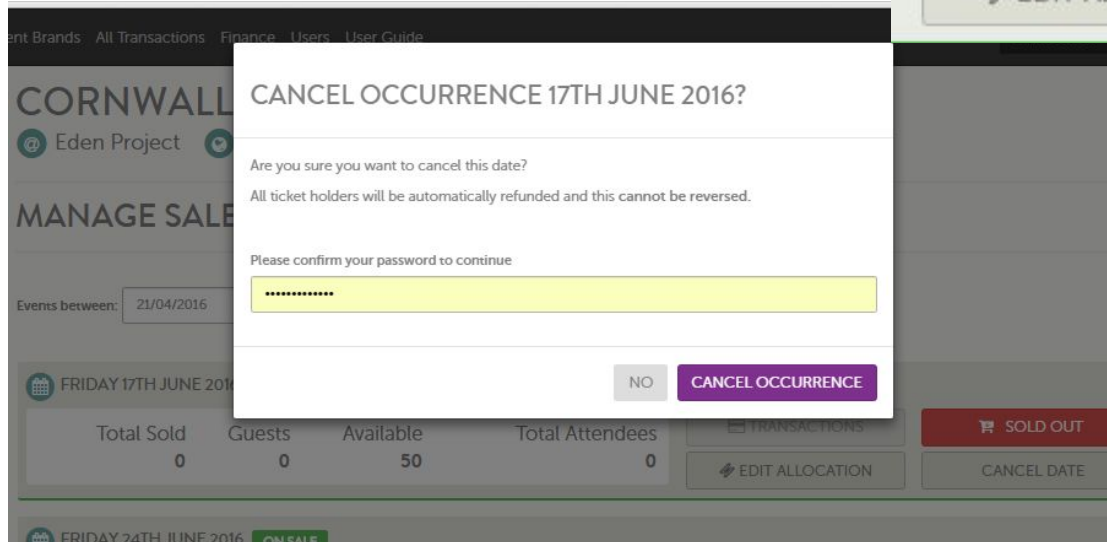 ent Brands All Transactions Finance Users User Guide
CORNWALL
@ Eden Project
MANAGE SALE
Events between: 21/04/2016
CANCEL OCCURRENCE 17TH JUNE 2016?
Are you sure you want to cancel this date?
All ticket holders will be automatically refunded and this cannot be reversed.
Please confirm your password to continue
•••••••••••••
NO CANCEL OCCURRENCE
FRIDAY 17TH JUNE 2016
Total Sold Guests Available Total Attendees
0 0 50 0
TRANSACTIONS SOLD OUT
EDIT ALLOCATION CANCEL DATE
FRIDAY 24TH JUNE 2016 ON SALE